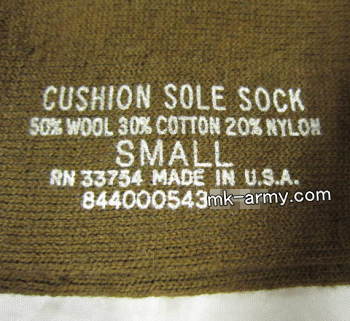 CUSHION SOLE SOCK
50% WOOL 30% COTTON 20% NYLON
SMALL
RN 33754 MADE IN U.S.A.
844000543
mk-army.com